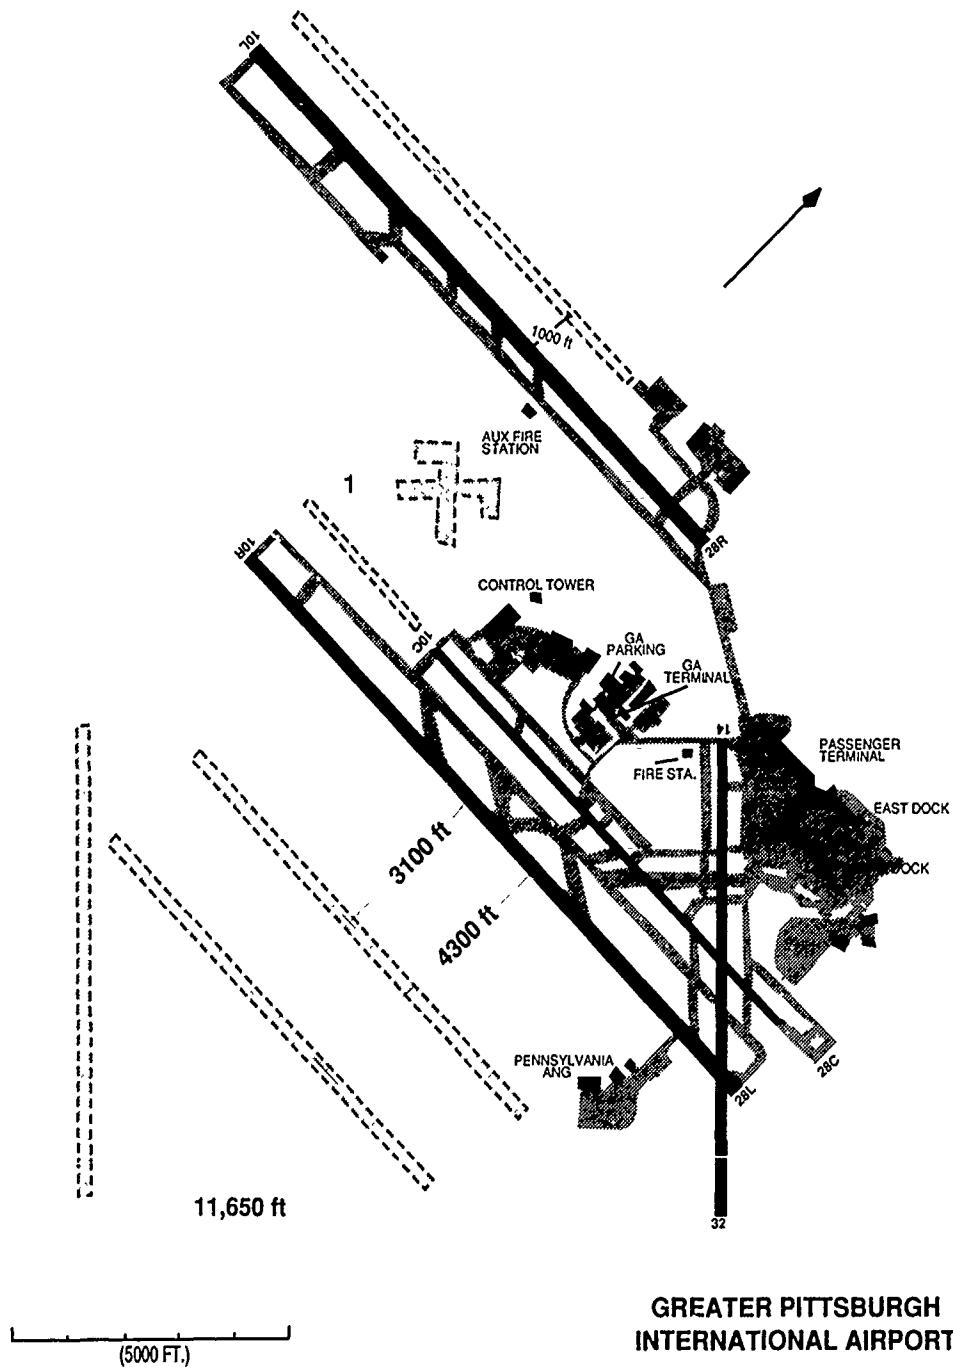 10L
1000 ft
AUX FIRE
STATION
1
28R
10R
CONTROL TOWER
10C
GA
PARKING
GA
TERMINAL
14
PASSENGER
TERMINAL
FIRE STA.
EAST DOCK
DOCK
3100 ft
4300 ft
PENNSYLVANIA
ANG
28C
28L
11,650 ft
32
GREATER PITTSBURGH
INTERNATIONAL AIRPORT
(5000 FT.)